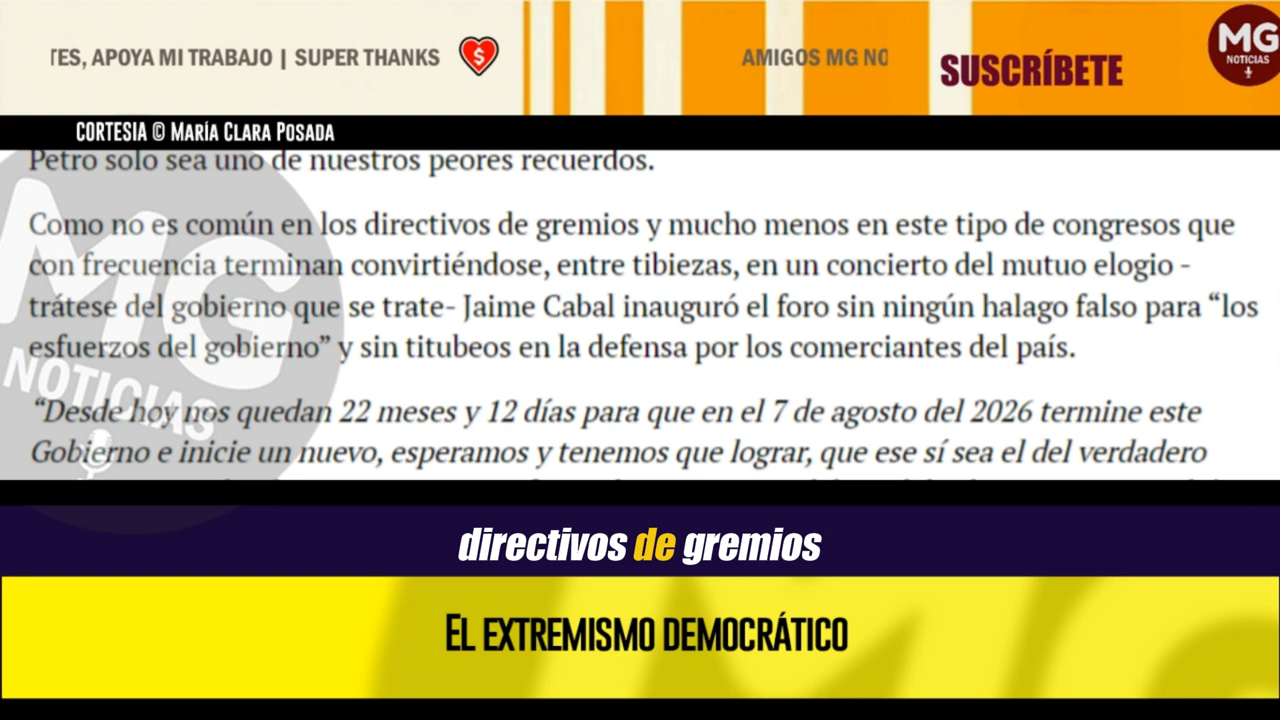 TES, APOYA MI TRABAJO | SUPER THANKS
AMIGOS MG NO
SUSCRÍBETE
MG
NOTICIAS
CORTESIA © MARÍA CLARA POSADA
Petro solo sea uno de nuestros peores recuerdos.
Como no es común en los directivos de gremios y mucho menos en este tipo de congresos que
con frecuencia terminan convirtiéndose, entre tibiezas, en un concierto del mutuo elogio -
trátese del gobierno que se trate- Jaime Cabal inauguró el foro sin ningún halago falso para “los
esfuerzos del gobierno” y sin titubeos en la defensa por los comerciantes del país.
“Desde hoy nos quedan 22 meses y 12 días para que en el 7 de agosto del 2026 termine este
Gobierno e inicie un nuevo, esperamos y tenemos que lograr, que ese sí sea el del verdadero
MG
NOTICIAS
directivos de gremios
EL EXTREMISMO DEMOCRÁTICO